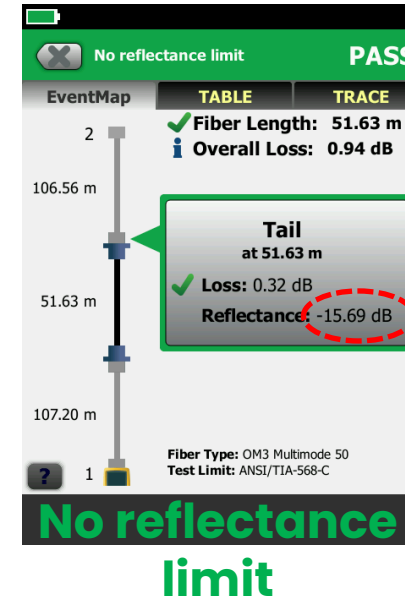 No reflectance limit
PASS
EventMap
TABLE
TRACE
2
Fiber Length: 51.63 m
i Overall Loss: 0.94 dB
106.56 m
Tail
at 51.63 m
Loss: 0.32 dB
Reflectance: -15.69 dB
51.63 m
107.20 m
Fiber Type: OM3 Multimode 50
Test Limit: ANSI/TIA-568-C
? 1
No reflectance
limit